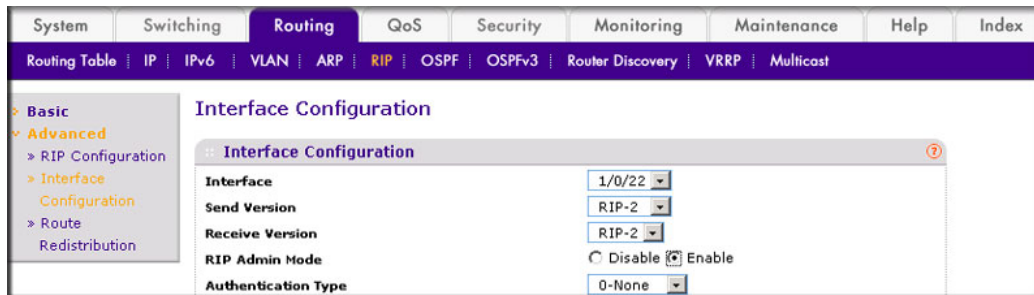 System Switching Routing QoS Security Monitoring Maintenance Help Index
Routing Table IP IPv6 VLAN ARP RIP OSPF OSPFv3 Router Discovery VRRP Multicast
Basic
Advanced
» RIP Configuration
» Interface
Configuration
» Route
Redistribution
Interface Configuration
Interface Configuration
Interface 1/0/22
Send Version RIP-2
Receive Version RIP-2
RIP Admin Mode Disable Enable
Authentication Type 0-None